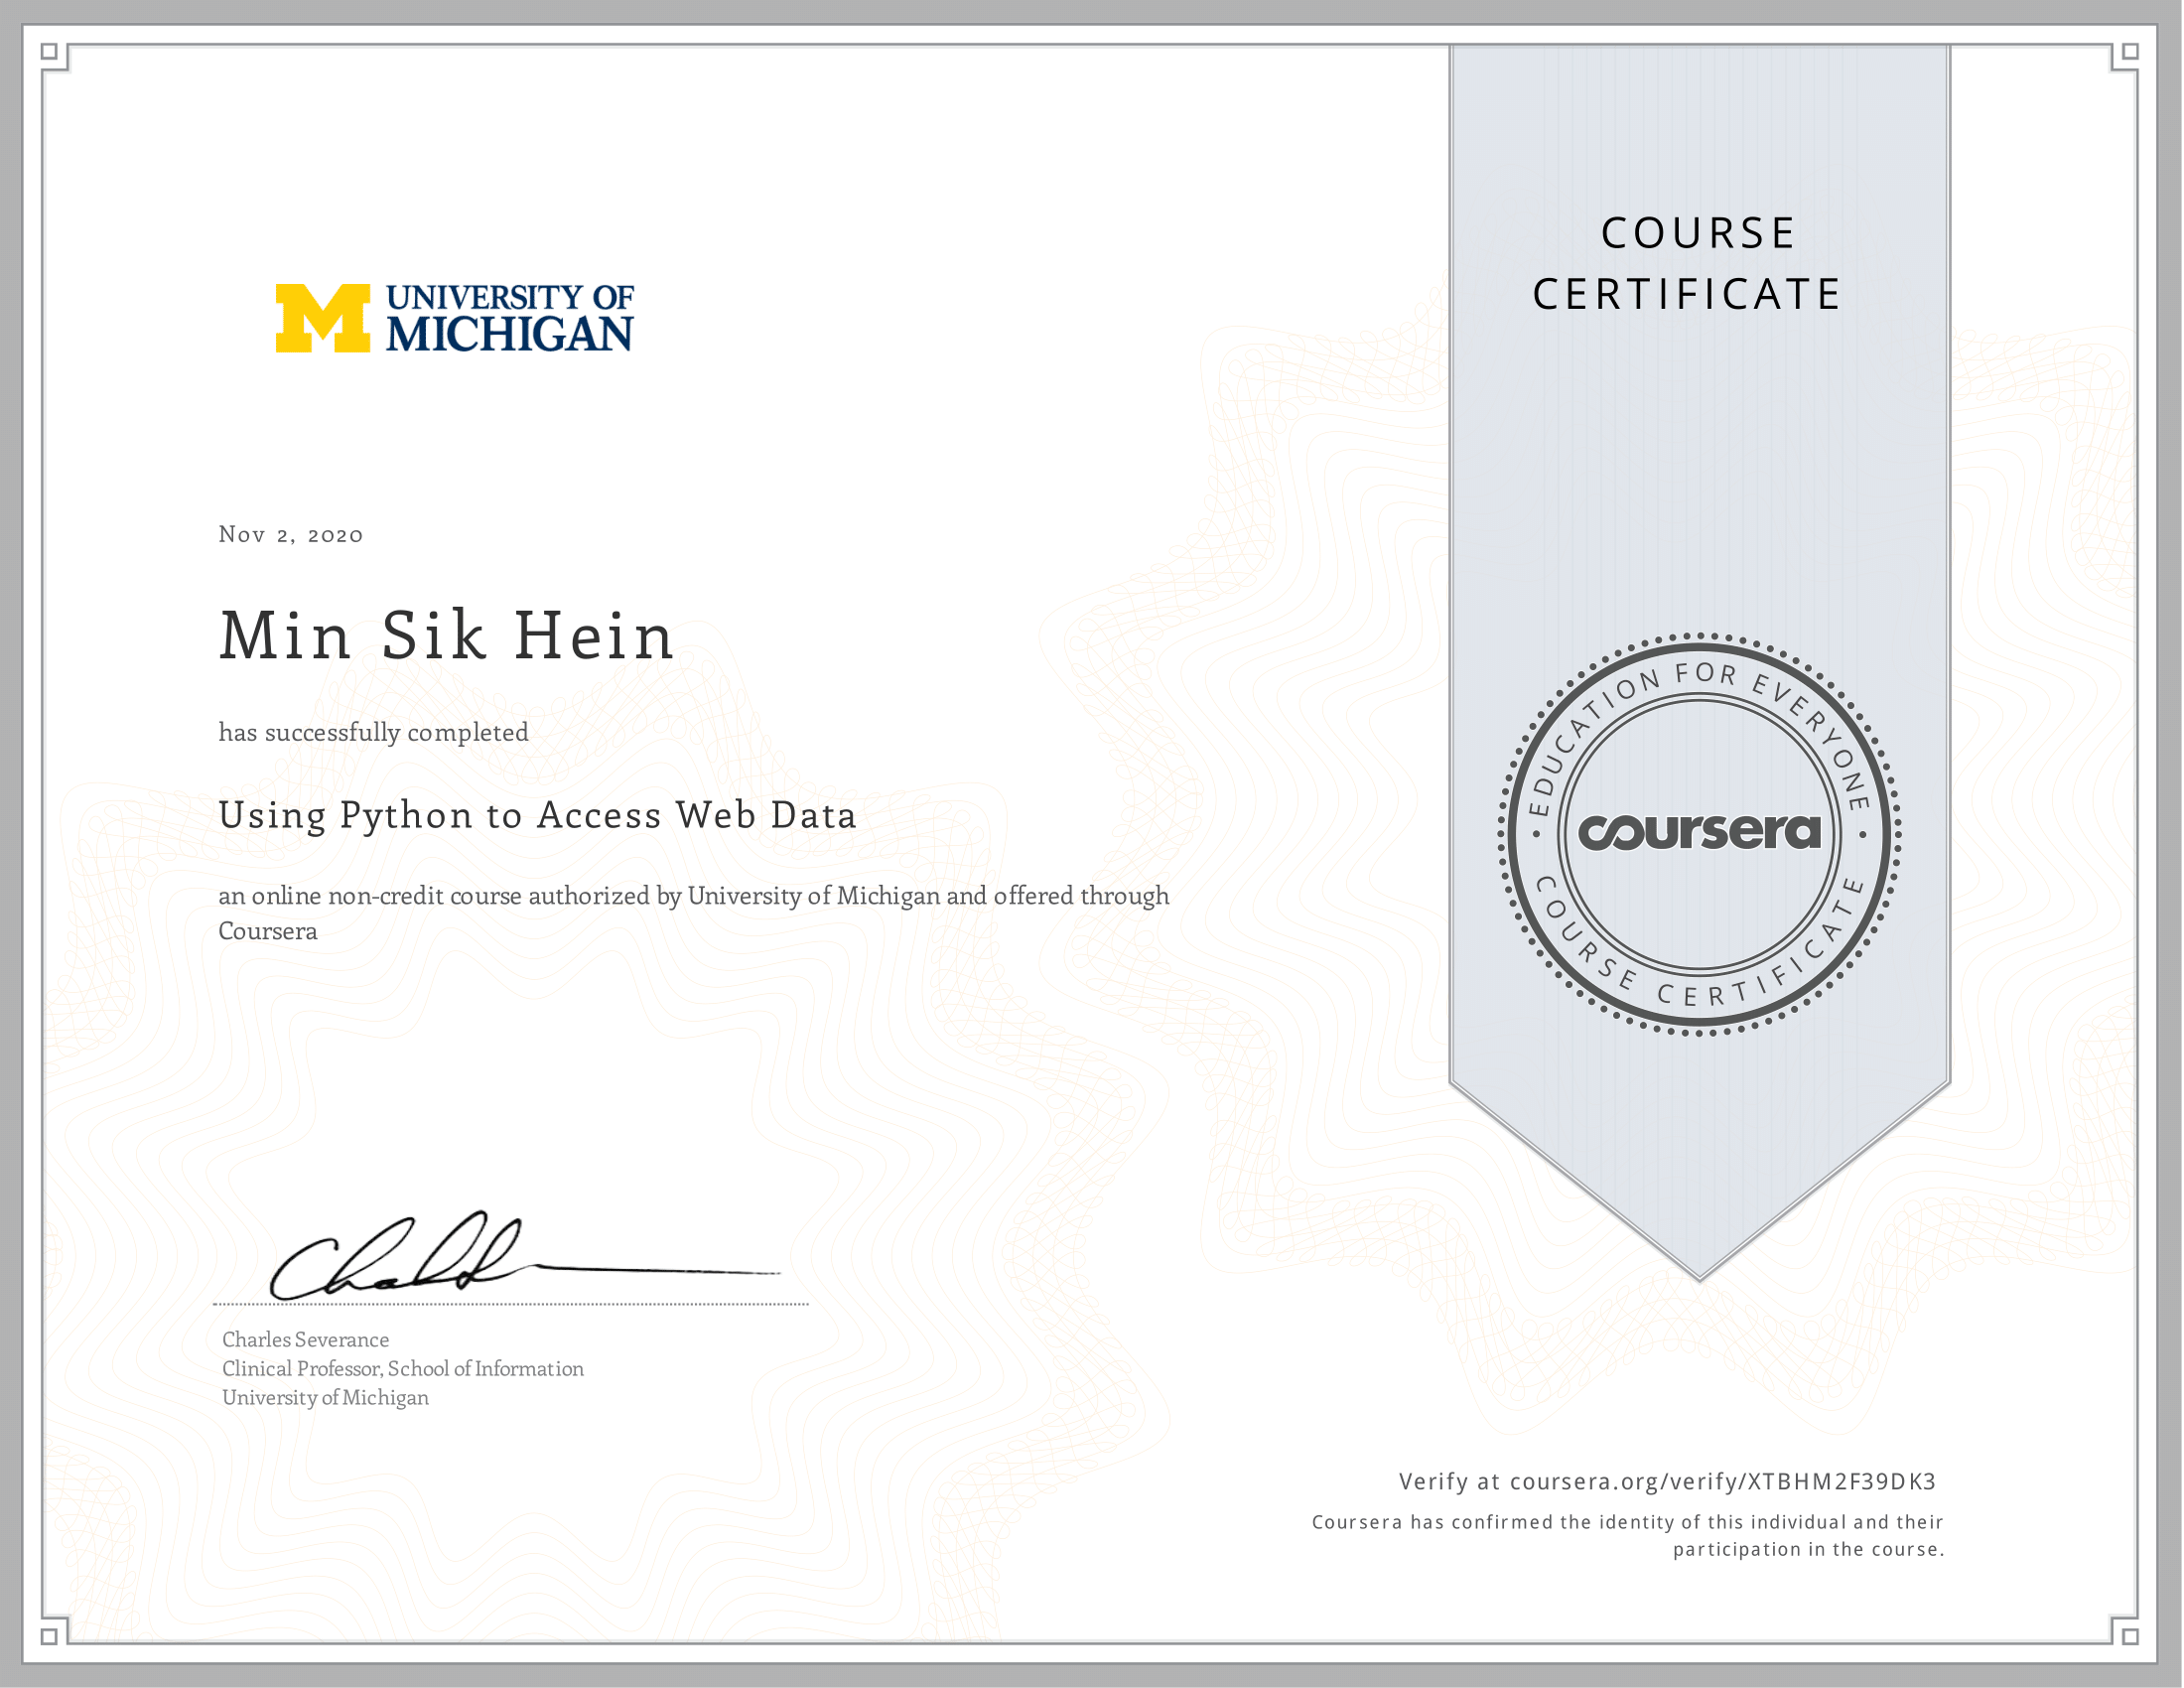 UNIVERSITY OF
MICHIGAN
COURSE
CERTIFICATE
Nov 2, 2020
Min Sik Hein
has successfully completed
Using Python to Access Web Data
an online non-credit course authorized by University of Michigan and offered through
Coursera
EDUCATION FOR EVERYONE
coursera
COURSE CERTIFICATE
Charles Severance
Clinical Professor, School of Information
University of Michigan
Verify at coursera.org/verify/XTBHM2F39DK3
Coursera has confirmed the identity of this individual and their
participation in the course.